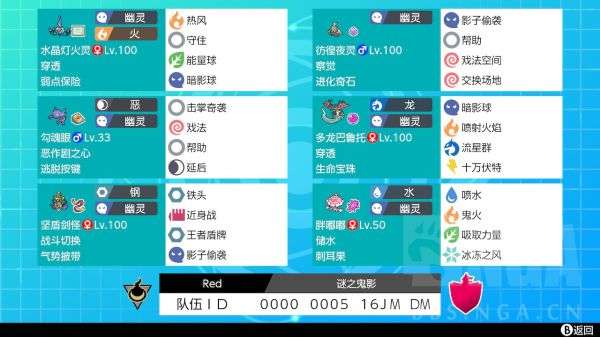 幽灵
火
水晶灯火灵♀Lv.100
穿透
弱点保险
热风
守住
能量球
暗影球
幽灵
彷徨夜灵♂Lv.100
察觉
进化奇石
影子偷袭
帮助
戏法空间
交换场地
恶
幽灵
勾魂眼♂Lv.33
恶作剧之心
逃脱按键
击掌奇袭
戏法
帮助
延后
龙
幽灵
多龙巴鲁托♀Lv.100
穿透
生命宝珠
暗影球
喷射火焰
流星群
十万伏特
钢
幽灵
坚盾剑怪♀Lv.100
战斗切换
气势披带
铁头
近身战
王者盾牌
影子偷袭
水
幽灵
胖嘟嘟♀Lv.50
储水
刺耳果
喷水
鬼火
吸取力量
冰冻之风
Red 谜之鬼影
队伍ID 0000 0005 16JM DM
BBSINGA.CN
B返回